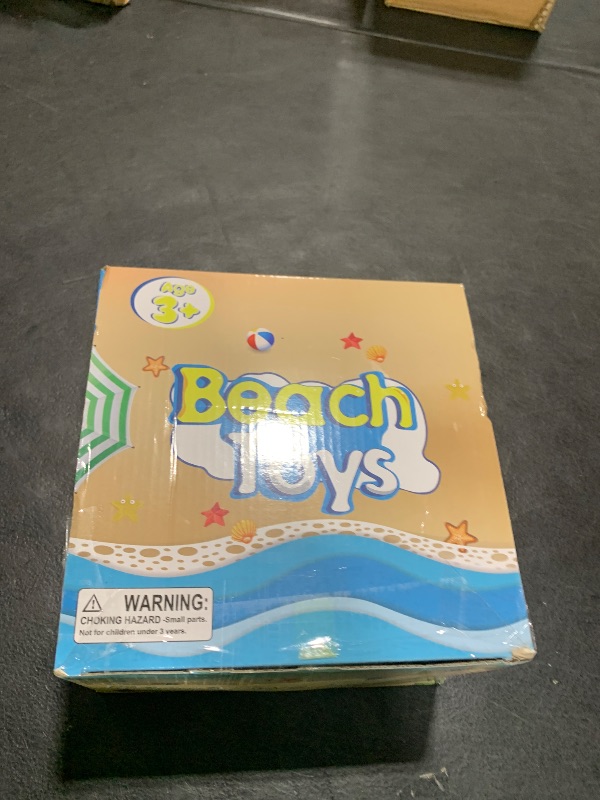 Age
3+
Beach
Toys
WARNING:
CHOKING HAZARD -Small parts.
Not for children under 3 years.